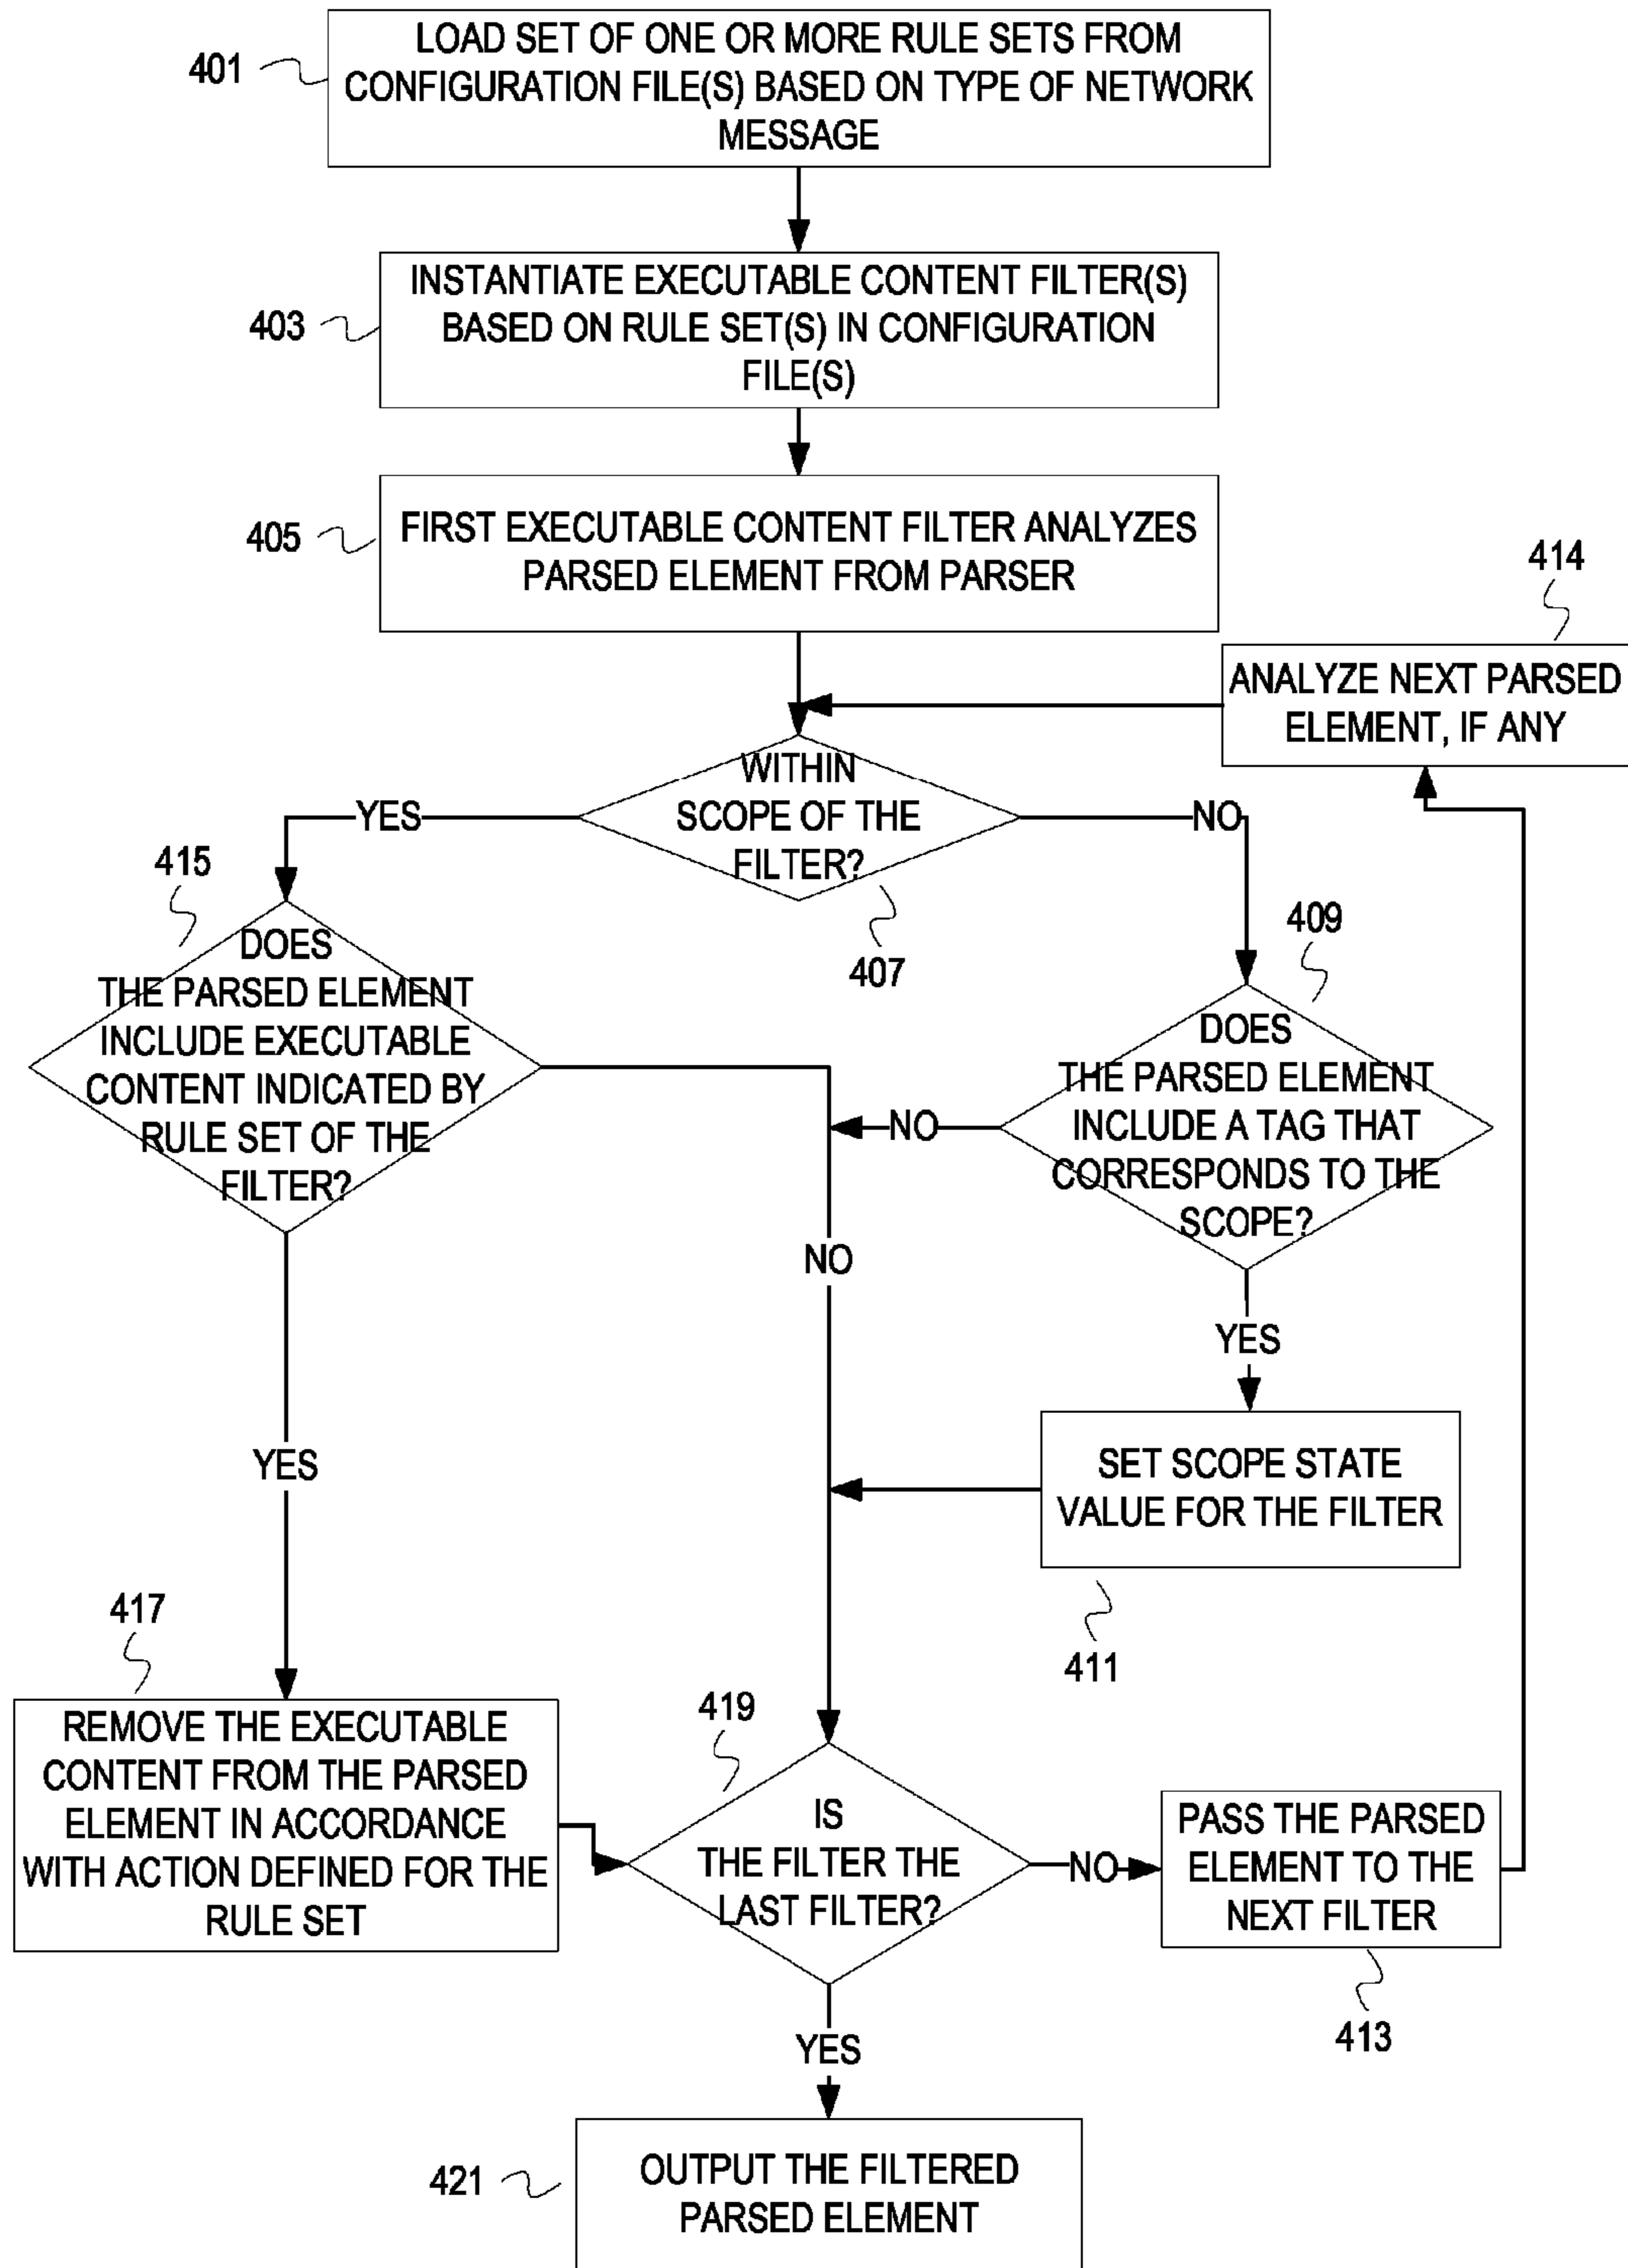 401
LOAD SET OF ONE OR MORE RULE SETS FROM
CONFIGURATION FILE(S) BASED ON TYPE OF NETWORK
MESSAGE
403
INSTANTIATE EXECUTABLE CONTENT FILTER(S)
BASED ON RULE SET(S) IN CONFIGURATION
FILE(S)
405
FIRST EXECUTABLE CONTENT FILTER ANALYZES
PARSED ELEMENT FROM PARSER
414
ANALYZE NEXT PARSED
ELEMENT, IF ANY
WITHIN
SCOPE OF THE
FILTER?
407
YES
NO
415
DOES
THE PARSED ELEMENT
INCLUDE EXECUTABLE
CONTENT INDICATED BY
RULE SET OF THE
FILTER?
409
DOES
THE PARSED ELEMENT
INCLUDE A TAG THAT
CORRESPONDS TO THE
SCOPE?
NO
NO
YES
SET SCOPE STATE
VALUE FOR THE FILTER
411
YES
417
REMOVE THE EXECUTABLE
CONTENT FROM THE PARSED
ELEMENT IN ACCORDANCE
WITH ACTION DEFINED FOR THE
RULE SET
419
IS
THE FILTER THE
LAST FILTER?
NO
PASS THE PARSED
ELEMENT TO THE
NEXT FILTER
413
YES
421
OUTPUT THE FILTERED
PARSED ELEMENT